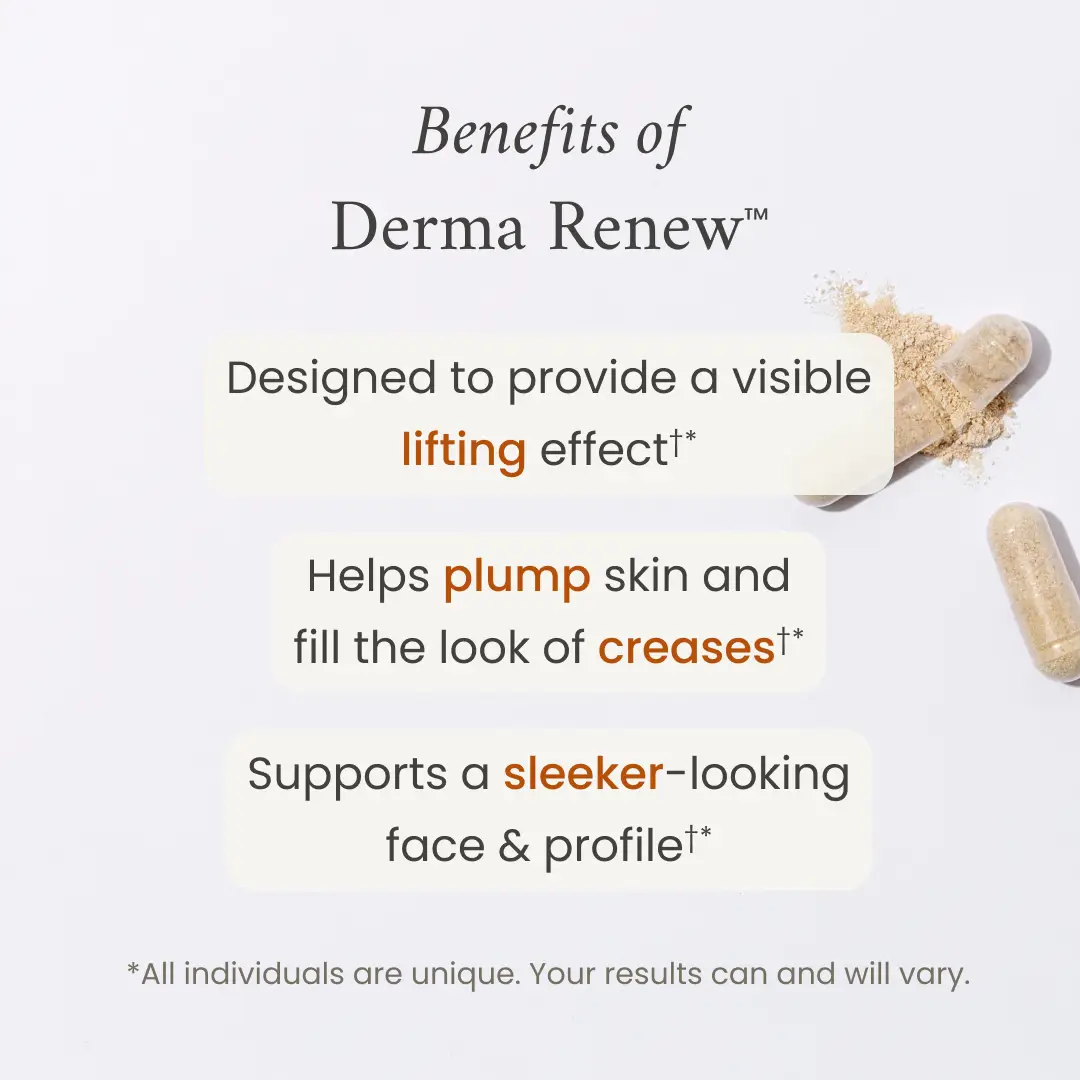 Benefits of
Derma Renew™
Designed to provide a visible
lifting effect†*
Helps plump skin and
fill the look of creases†*
Supports a sleeker-looking
face & profile†*
*All individuals are unique. Your results can and will vary.